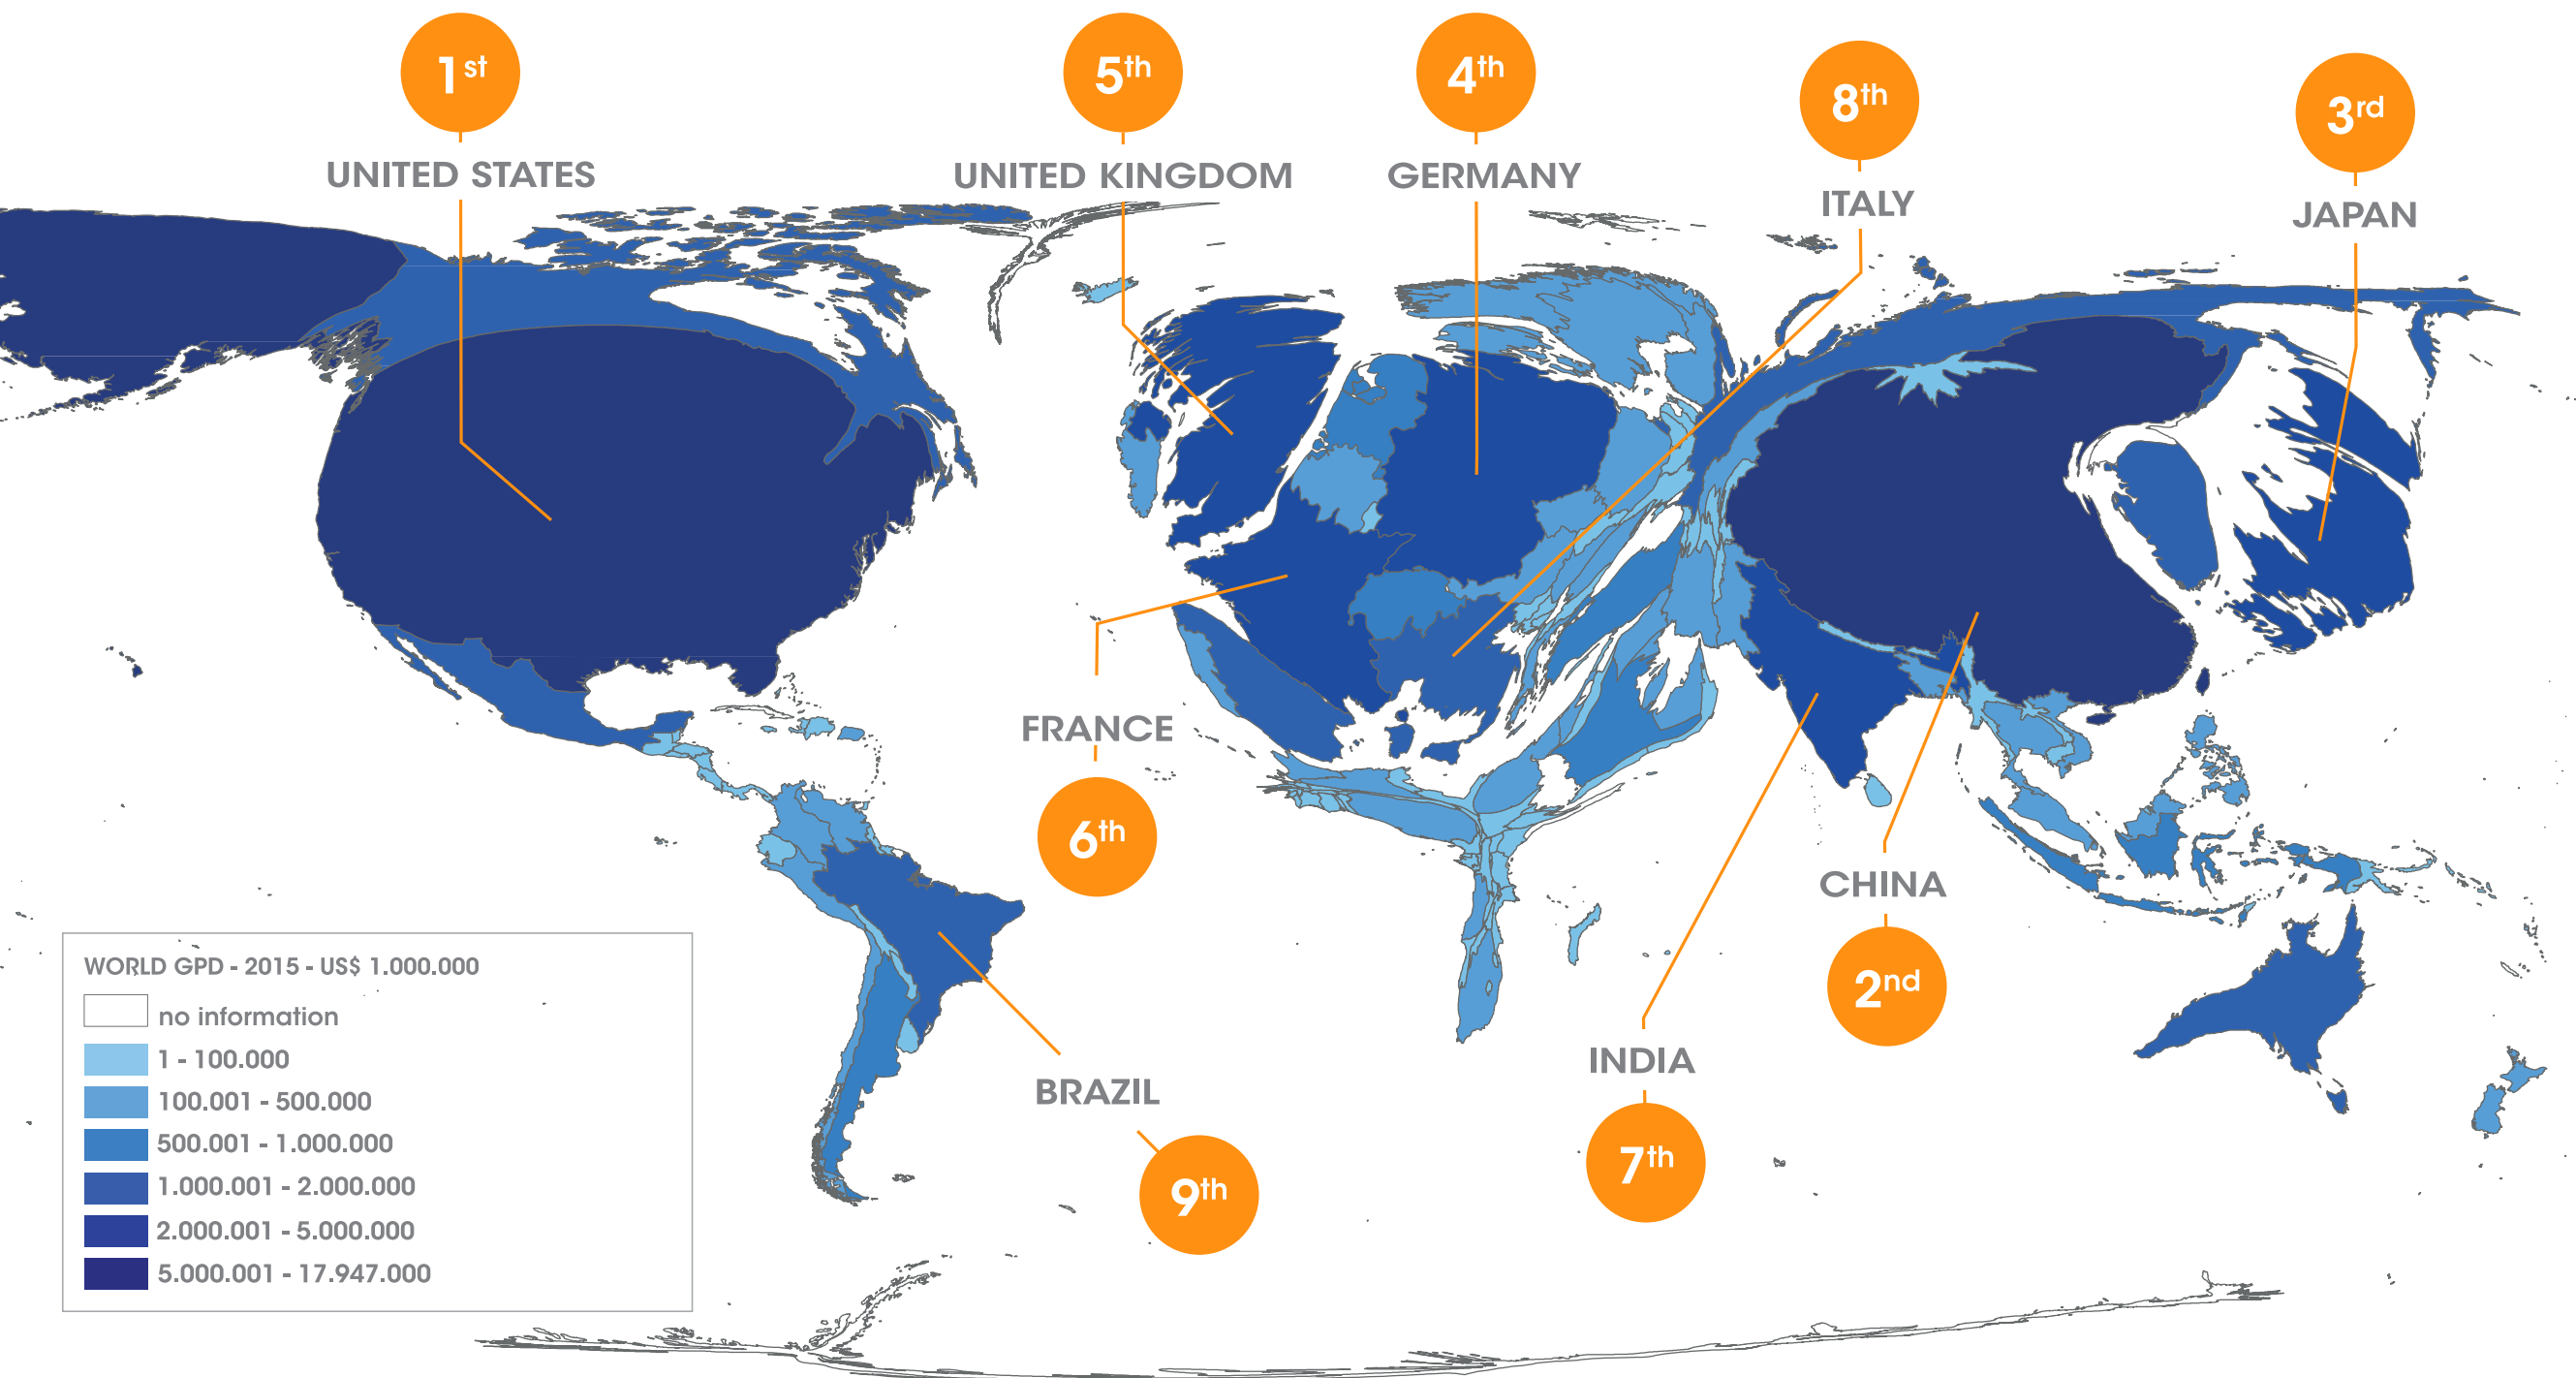 1st
UNITED STATES
5th
UNITED KINGDOM
4th
GERMANY
8th
ITALY
3rd
JAPAN
FRANCE
6th
BRAZIL
9th
INDIA
7th
CHINA
2nd
WORLD GPD - 2015 - US$ 1.000.000
no information
1 - 100.000
100.001 - 500.000
500.001 - 1.000.000
1.000.001 - 2.000.000
2.000.001 - 5.000.000
5.000.001 - 17.947.000